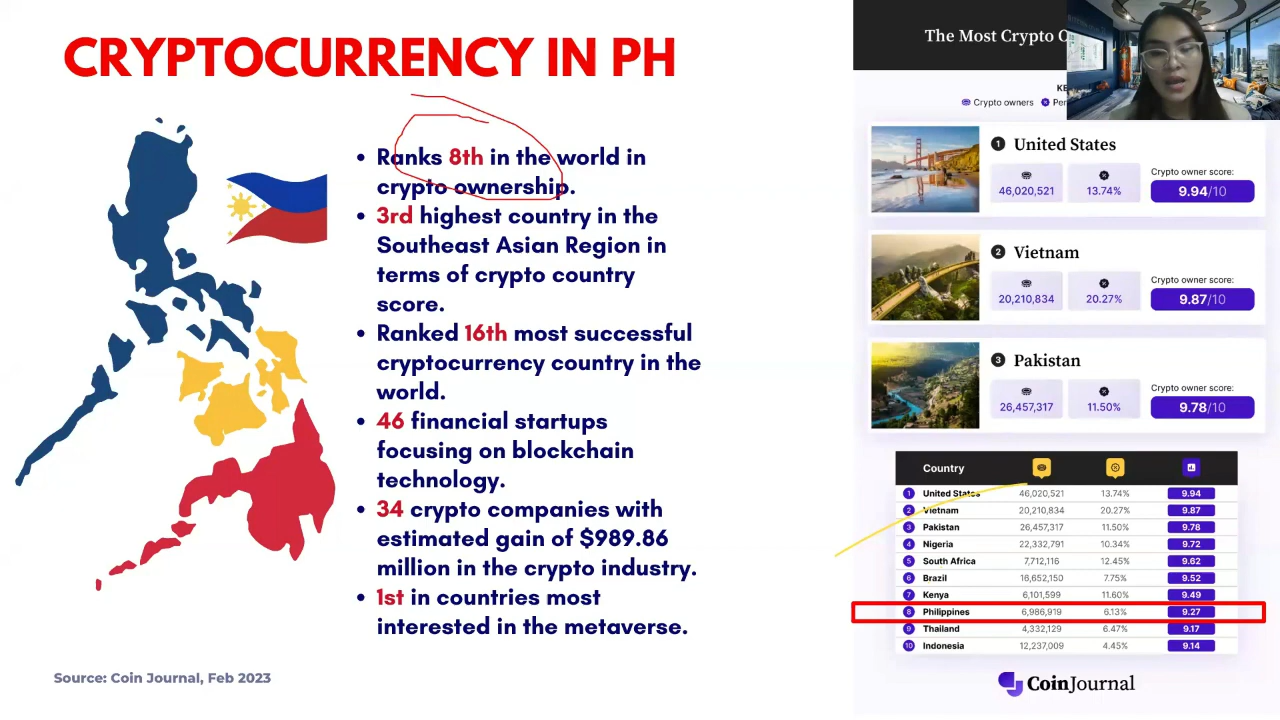 CRYPTOCURRENCY IN PH
• Ranks 8th in the world in
crypto ownership.
• 3rd highest country in the
Southeast Asian Region in
terms of crypto country
score.
• Ranked 16th most successful
cryptocurrency country in the
world.
• 46 financial startups
focusing on blockchain
technology.
• 34 crypto companies with
estimated gain of $989.86
million in the crypto industry.
• 1st in countries most
interested in the metaverse.
Source: Coin Journal, Feb 2023
The Most Crypto
Crypto owners
1 United States
46,020,521 13.74%
Crypto owner score:
9.94/10
2 Vietnam
20,210,834 20.27%
Crypto owner score:
9.87/10
3 Pakistan
26,457,317 11.50%
Crypto owner score:
9.78/10
Country
1 United States 46,020,521 13.74% 9.94
2 Vietnam 20,210,834 20.27% 9.87
3 Pakistan 26,457,317 11.50% 9.78
4 Nigeria 22,332,791 10.34% 9.72
5 South Africa 7,712,116 12.45% 9.62
6 Brazil 16,652,150 7.75% 9.52
7 Kenya 6,101,599 11.60% 9.49
8 Philippines 6,986,919 6.13% 9.27
9 Thailand 4,332,129 6.47% 9.17
10 Indonesia 12,237,009 4.45% 9.14
CoinJournal